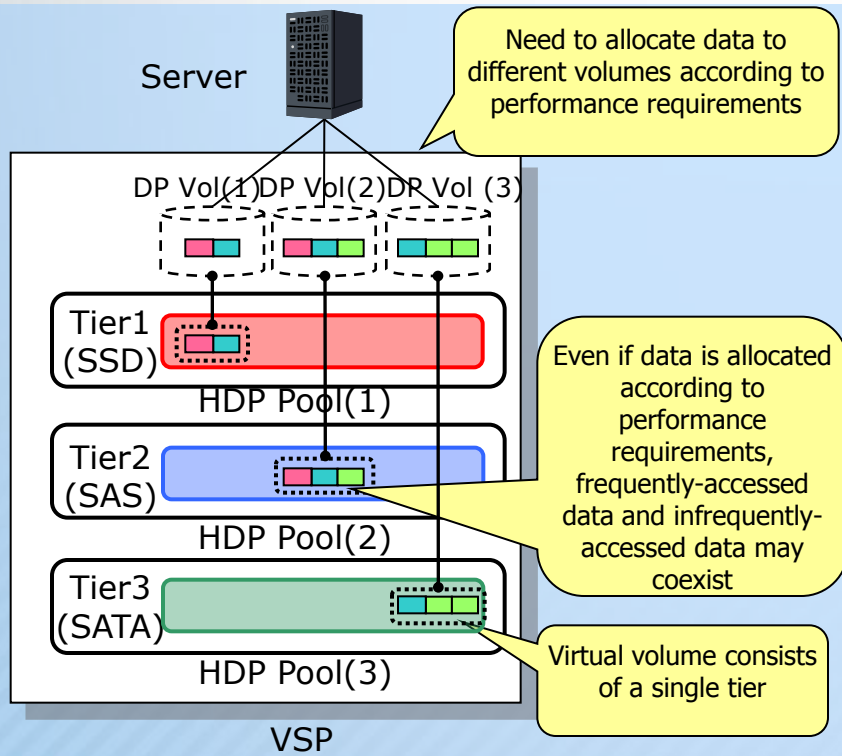 Server
Need to allocate data to
different volumes according to
performance requirements
DP Vol(1)
DP Vol(2)
DP Vol (3)
Tier1
(SSD)
HDP Pool(1)
Even if data is allocated
according to
performance
requirements,
frequently-accessed
data and infrequently-
accessed data may
coexist
Tier2
(SAS)
HDP Pool(2)
Tier3
(SATA)
HDP Pool(3)
Virtual volume consists
of a single tier
VSP